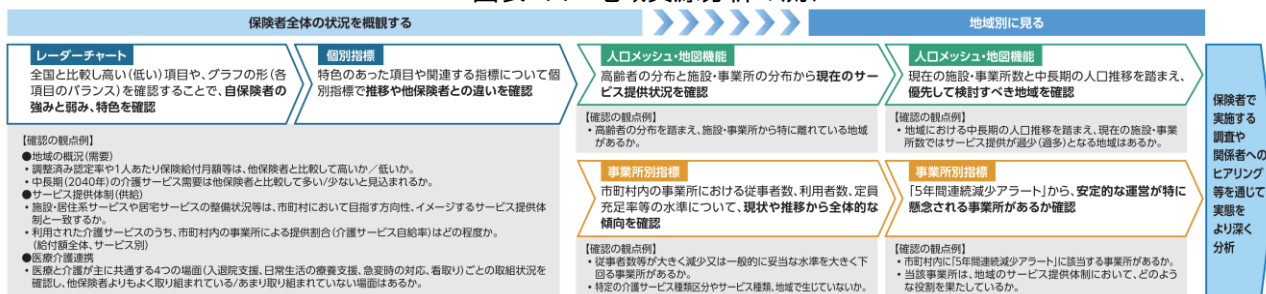 保険者全体の状況を概観する
地域別に見る
レーダーチャート
全国と比較し高い(低い)項目や、グラフの形(各
項目のバランス)を確認することで、自保険者の
強みと弱み、特色を確認
個別指標
特色のあった項目や関連する指標について個
別指標で推移や他保険者との違いを確認
【確認の観点例】
●地域の概況(需要)
・調整済み認定率や1人あたり保険給付月額等は、他保険者と比較して高いか/低いか。
・中長期(2040年)の介護サービス需要は他保険者と比較して多い/少ないと見込まれるか。
●サービス提供体制(供給)
・施設・居住系サービスや居宅サービスの整備状況等は、市町村において目指す方向性、イメージするサービス提供体
制と一致するか。
・利用された介護サービスのうち、市町村内の事業所による提供割合(介護サービス自給率)はどの程度か。
(給付額全体、サービス別)
●医療介護連携
・医療と介護が主に共通する4つの場面(入退院支援、日常生活の療養支援、急変時の対応、看取り)ごとの取組状況を
確認し、他保険者よりもよく取り組まれている/あまり取り組まれていない場面はあるか。
人口メッシュ・地図機能
高齢者の分布と施設・事業所の分布から現在のサー
ビス提供状況を確認
【確認の観点例】
・高齢者の分布を踏まえ、施設・事業所から特に離れている地域
があるか。
事業所別指標
市町村内の事業所における従事者数、利用者数、定員
充足率等の水準について、現状や推移から全体的な
傾向を確認
【確認の観点例】
・従事者数等が大きく減少又は一般的に妥当な水準を大きく下
回る事業所があるか。
・特定の介護サービス種類区分やサービス種類、地域で生じていないか。
人口メッシュ・地図機能
現在の施設・事業所数と中長期の人口推移を踏まえ、
優先して検討すべき地域を確認
【確認の観点例】
・地域における中長期の人口推移を踏まえ、現在の施設・事業
所数ではサービス提供が過少(過多)となる地域はあるか。
事業所別指標
「5年間連続減少アラート」から、安定的な運営が特に
懸念される事業所があるか確認
【確認の観点例】
・市町村内に「5年間連続減少アラート」に該当する事業所があるか。
・当該事業所は、地域のサービス提供体制において、どのよう
な役割を果たしているか。
保険者で
実施する
調査や
関係者への
ヒアリング
等を通じて
実態を
より深く
分析